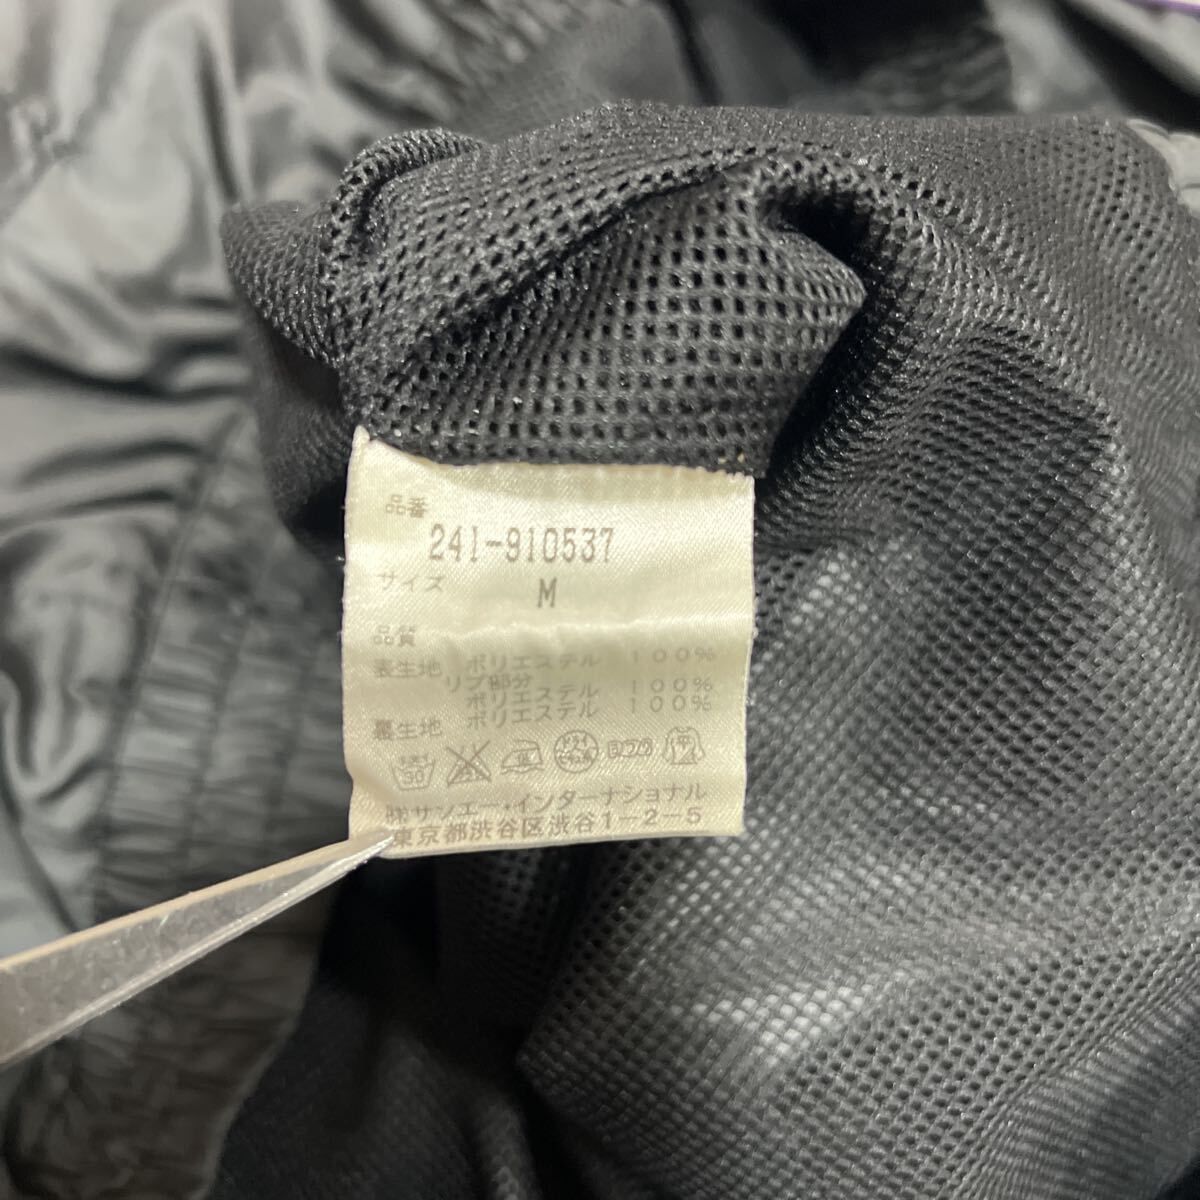 品番
241-910537
サイズ M
品質
表生地 ポリエステル 100%
リブ部分
ポリエステル 100%
裏生地 ポリエステル 100%
30
㈱サンエー・インターナショナル
東京都渋谷区渋谷1-2-5